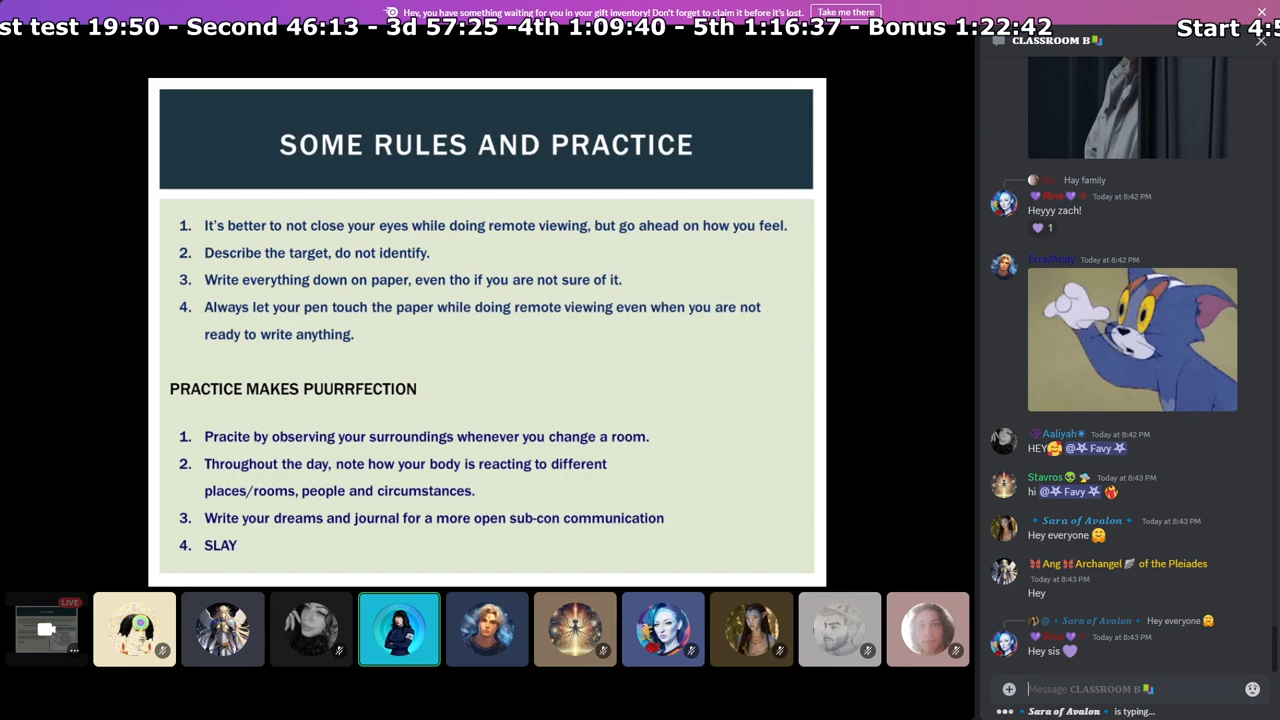 Hey, you have something waiting for you in your gift inventory! Don't forget to claim it before it's lost.
Take me there
st test 19:50 - Second 46:13 - 3d 57:25 -4th 1:09:40 - 5th 1:16:37 - Bonus 1:22:42
Start 4:5
SOME RULES AND PRACTICE
1. It's better to not close your eyes while doing remote viewing, but go ahead on how you feel.
2. Describe the target, do not identify.
3. Write everything down on paper, even tho if you are not sure of it.
4. Always let your pen touch the paper while doing remote viewing even when you are not
ready to write anything.
PRACTICE MAKES PUURRFECTION
1. Pracite by observing your surroundings whenever you change a room.
2. Throughout the day, note how your body is reacting to different
places/rooms, people and circumstances.
3. Write your dreams and journal for a more open sub-con communication
4. SLAY
LIVE
CLASSROOM B
Hay family
Today at 8:42 PM
Heyyy zach!
1
Erra/Andy Today at 8:42 PM
Aaliyah Today at 8:42 PM
HEY🥰 @⛧ Favy ⛧
Stavros👽 🛸 Today at 8:43 PM
hi @⛧ Favy ⛧ ❤️‍🔥
Sara of Avalon Today at 8:43 PM
Hey everyone 🤗
Ang Archangel of the Pleiades
Today at 8:43 PM
Hey
@ Sara of Avalon Hey everyone 🤗
Today at 8:43 PM
Hey sis 💜
Message CLASSROOM B
Sara of Avalon is typing...